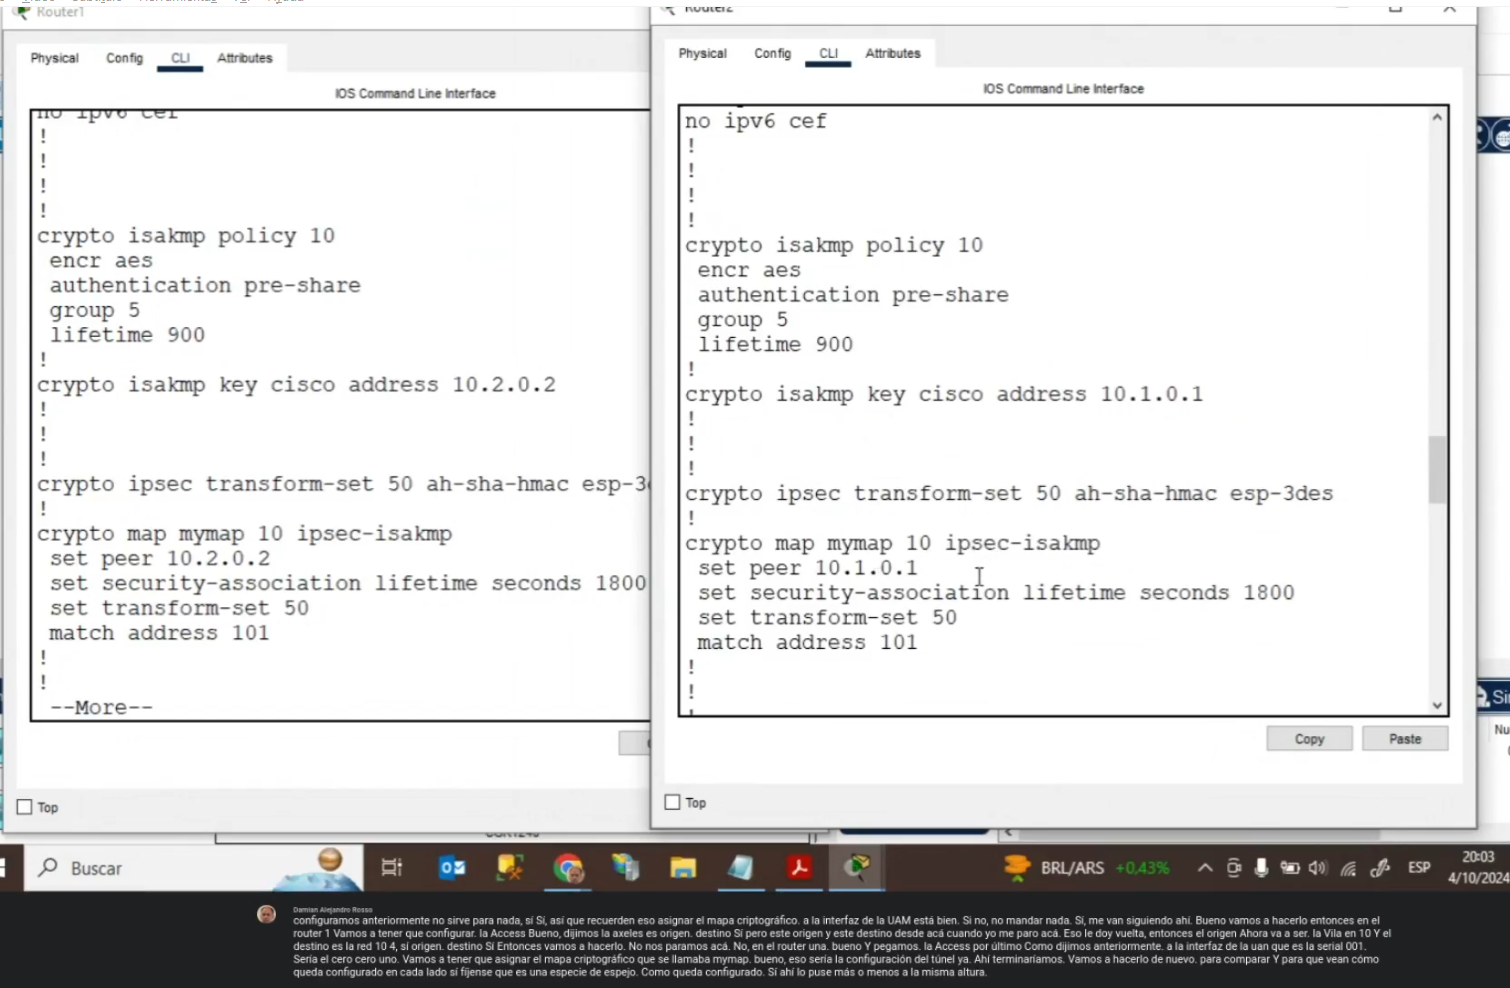 Router1
Physical Config CLI Attributes
IOS Command Line Interface
no ipv6 cef
!
!
!
!
crypto isakmp policy 10
encr aes
authentication pre-share
group 5
lifetime 900
!
crypto isakmp key cisco address 10.2.0.2
!
!
!
crypto ipsec transform-set 50 ah-sha-hmac esp-3
!
crypto map mymap 10 ipsec-isakmp
set peer 10.2.0.2
set security-association lifetime seconds 1800
set transform-set 50
match address 101
!
!
--More--
Top
Router2
Physical Config CLI Attributes
IOS Command Line Interface
no ipv6 cef
!
!
!
!
crypto isakmp policy 10
encr aes
authentication pre-share
group 5
lifetime 900
!
crypto isakmp key cisco address 10.1.0.1
!
!
!
crypto ipsec transform-set 50 ah-sha-hmac esp-3des
!
crypto map mymap 10 ipsec-isakmp
set peer 10.1.0.1
set security-association lifetime seconds 1800
set transform-set 50
match address 101
!
!
!
Copy Paste
Top
Buscar
BRL/ARS +0,43%
ESP
20:03
4/10/2024
Damian Alejandro Rosso
configuramos anteriormente no sirve para nada, sí Sí, así que recuerden eso asignar el mapa criptográfico. a la interfaz de la UAM está bien. Si no, no mandar nada. Sí, me van siguiendo ahí. Bueno vamos a hacerlo entonces en el
router 1 Vamos a tener que configurar. la Access Bueno, dijimos la axeles es origen. destino Sí pero este origen y este destino desde acá cuando yo me paro acá. Eso le doy vuelta, entonces el origen Ahora va a ser. la Vila en 10 Y el
destino es la red 10 4, sí origen. destino Sí Entonces vamos a hacerlo. No nos paramos acá. No, en el router una. bueno Y pegamos. la Access por último Como dijimos anteriormente. a la interfaz de la uan que es la serial 001.
Sería el cero cero uno. Vamos a tener que asignar el mapa criptográfico que se llamaba mymap. bueno, eso sería la configuración del túnel ya. Ahí terminaríamos. Vamos a hacerlo de nuevo. para comparar Y para que vean cómo
queda configurado en cada lado sí fíjense que es una especie de espejo. Como queda configurado. Sí ahí lo puse más o menos a la misma altura.